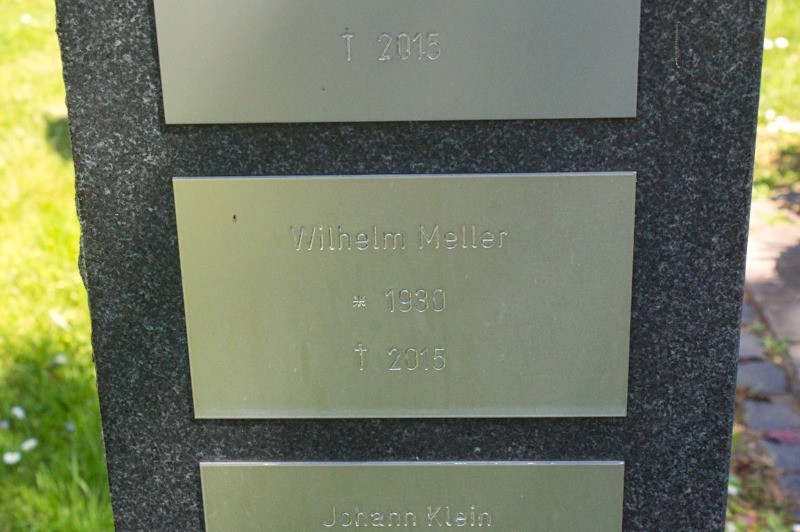 † 2015
Wilhelm Meller
* 1930
† 2015
Johann Klein